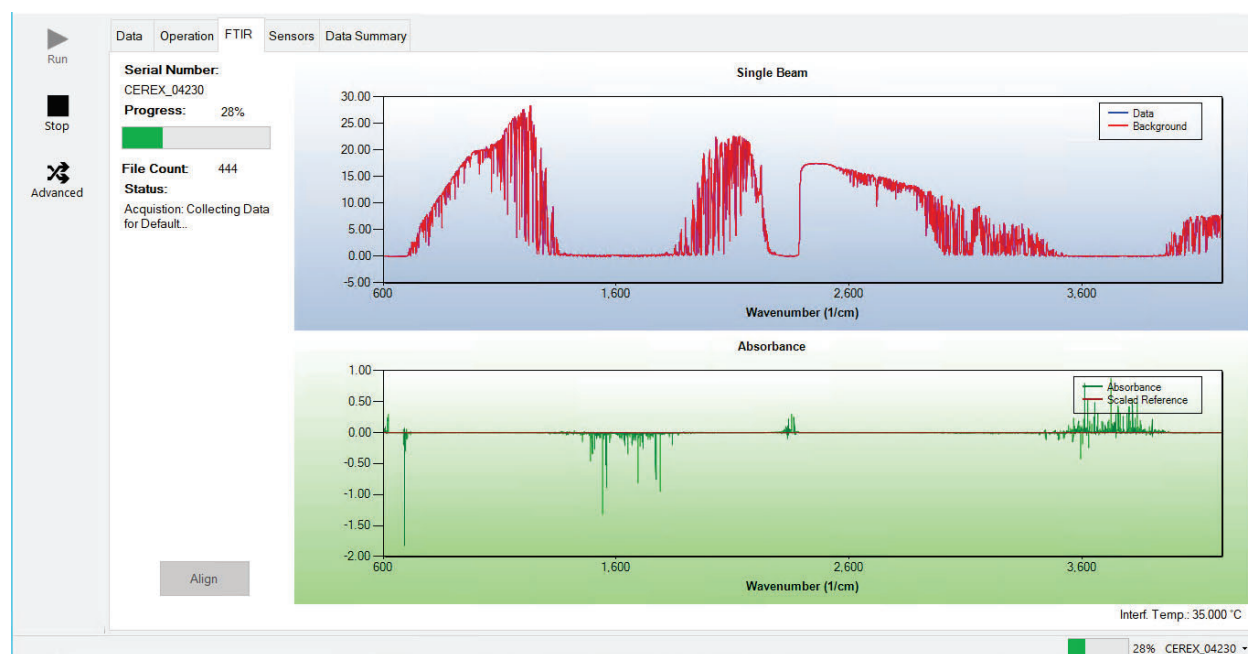 Run
Stop
Advanced
Data Operation FTIR Sensors Data Summary
Serial Number:
CEREX_04230
Progress: 28%
File Count: 444
Status:
Acquistion: Collecting Data
for Default...
Align
Single Beam
30.00
25.00
20.00
15.00
10.00
5.00
0.00
-5.00
600 1,600 2,600 3,600
Wavenumber (1/cm)
Data
Background
Absorbance
1.00
0.50
0.00
-0.50
-1.00
-1.50
-2.00
600 1,600 2,600 3,600
Wavenumber (1/cm)
Absorbance
Scaled Reference
Interf. Temp.: 35.000 °C
28% CEREX_04230